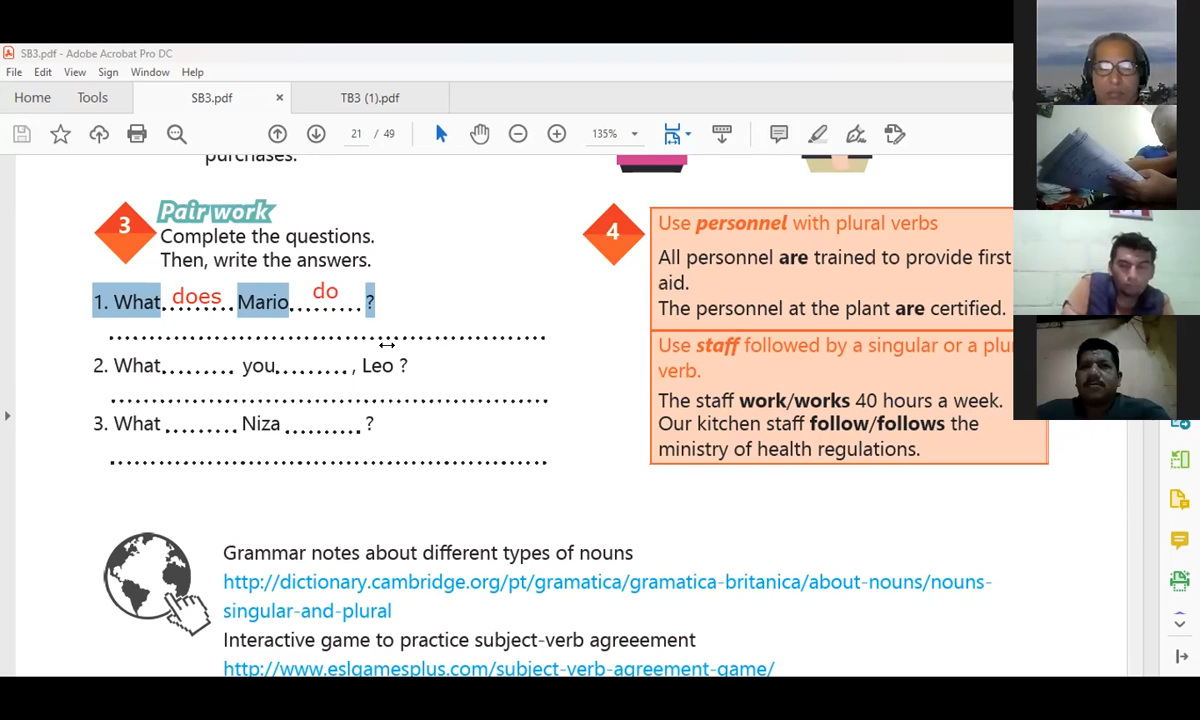 SB3.pdf - Adobe Acrobat Pro DC
File Edit View Sign Window Help
Home Tools SB3.pdf × TB3 (1).pdf
21 / 49 135%
purchases.
3 Pair work
Complete the questions.
Then, write the answers.
1. What does Mario do ?
2. What......... you........., Leo ?
3. What ......... Niza ......... ?
4
Use personnel with plural verbs
All personnel are trained to provide first
aid.
The personnel at the plant are certified.
Use staff followed by a singular or a plu
verb.
The staff work/works 40 hours a week.
Our kitchen staff follow/follows the
ministry of health regulations.
Grammar notes about different types of nouns
http://dictionary.cambridge.org/pt/gramatica/gramatica-britanica/about-nouns/nouns-
singular-and-plural
Interactive game to practice subject-verb agreeement
http://www.eslgamesplus.com/subject-verb-agreement-game/